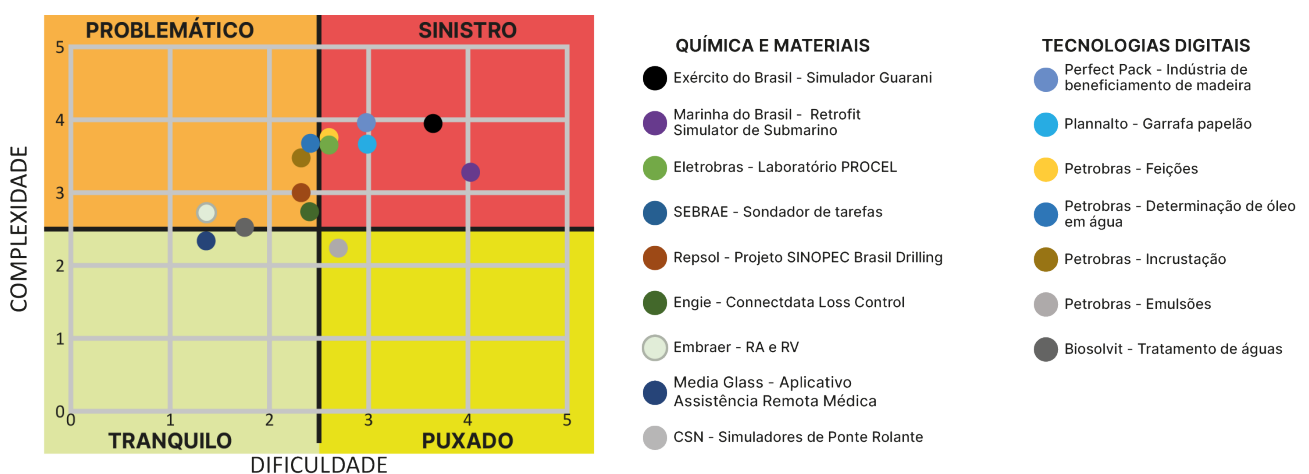 PROBLEMÁTICO
SINISTRO
5
4
3
2
1
0
0
1
2
3
4
5
COMPLEXIDADE
TRANQUILO
PUXADO
DIFICULDADE
QUÍMICA E MATERIAIS
Exército do Brasil - Simulador Guarani
Marinha do Brasil - Retrofit
Simulator de Submarino
Eletrobras - Laboratório PROCEL
SEBRAE - Sondador de tarefas
Repsol - Projeto SINOPEC Brasil Drilling
Engie - Connectdata Loss Control
Embraer - RA e RV
Media Glass - Aplicativo
Assistência Remota Médica
CSN - Simuladores de Ponte Rolante
TECNOLOGIAS DIGITAIS
Perfect Pack - Indústria de
beneficiamento de madeira
Plannalto - Garrafa papelão
Petrobras - Feições
Petrobras - Determinação de óleo
em água
Petrobras - Incrustação
Petrobras - Emulsões
Biosolvit - Tratamento de águas